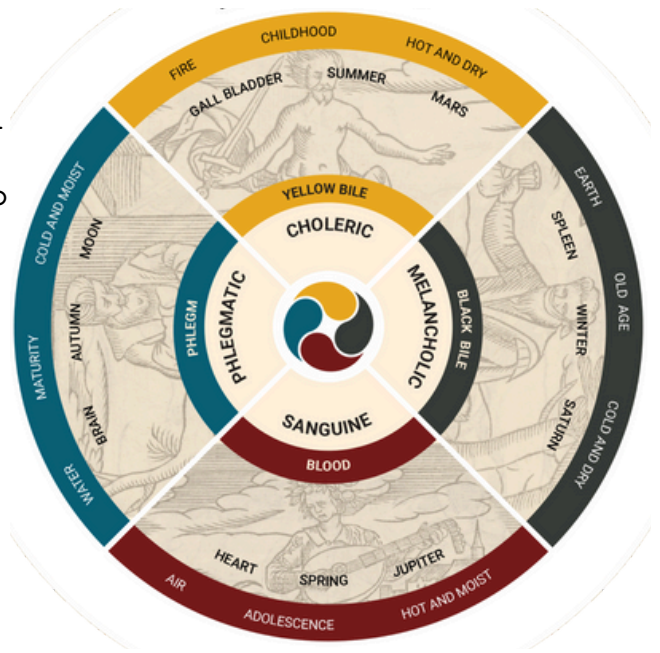 FIRE
CHILDHOOD
HOT AND DRY
GALL BLADDER
SUMMER
MARS
YELLOW BILE
CHOLERIC
EARTH
OLD AGE
COLD AND DRY
SPLEEN
WINTER
SATURN
BLACK BILE
MELANCHOLIC
COLD AND MOIST
MATURITY
WATER
MOON
AUTUMN
BRAIN
PHLEGM
PHLEGMATIC
SANGUINE
BLOOD
HEART
SPRING
JUPITER
AIR
ADOLESCENCE
HOT AND MOIST